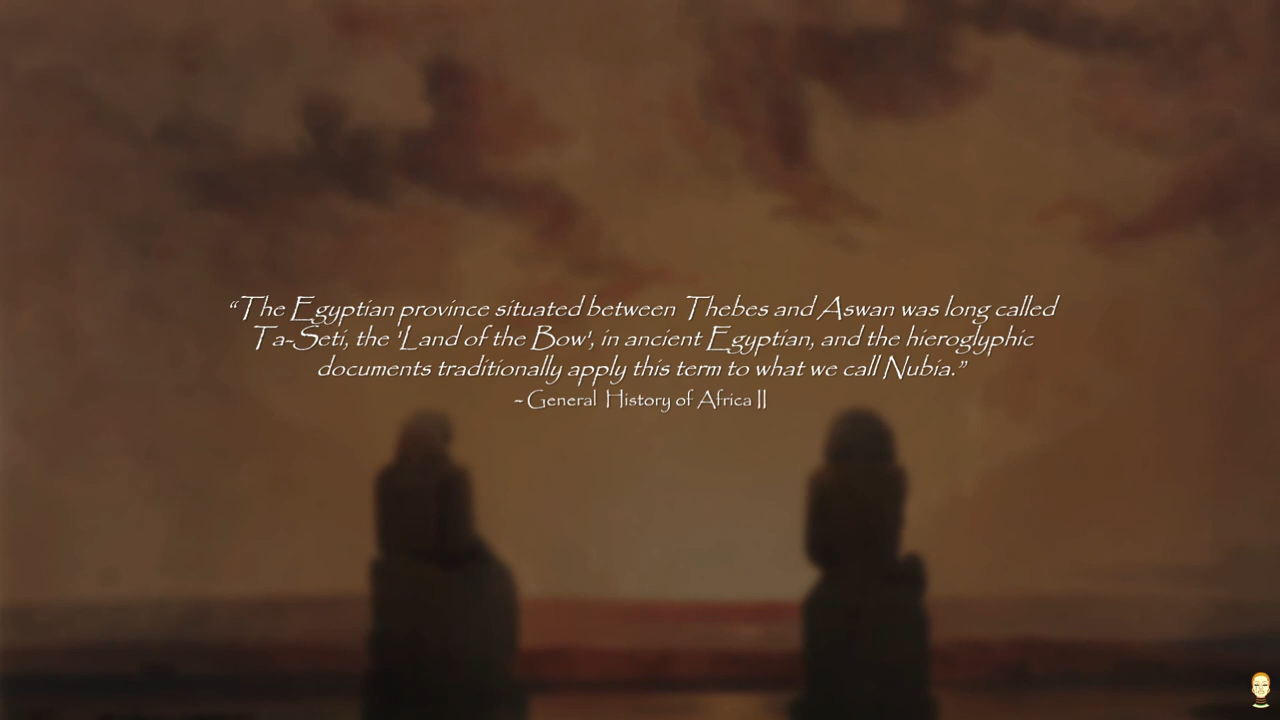 “The Egyptian province situated between Thebes and Aswan was long called
Ta-Seti, the 'Land of the Bow', in ancient Egyptian, and the hieroglyphic
documents traditionally apply this term to what we call Nubia.”
~ General History of Africa II